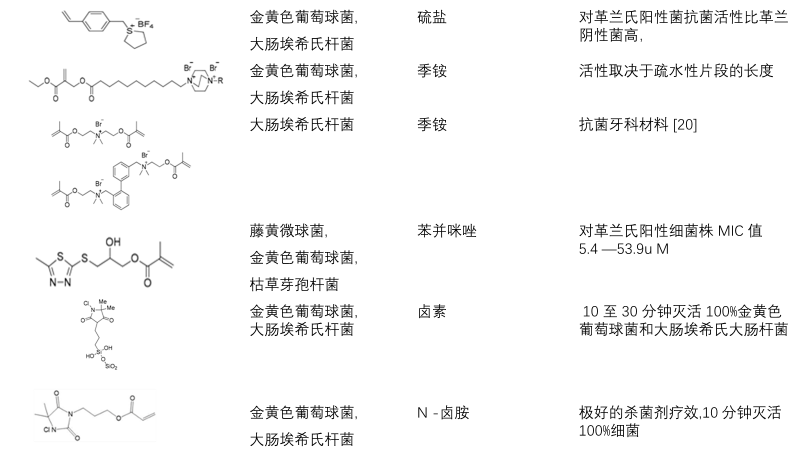 金黄色葡萄球菌,
大肠埃希氏杆菌
硫盐
对革兰氏阳性菌抗菌活性比革兰
阴性菌高,
金黄色葡萄球菌,
大肠埃希氏杆菌
季铵
活性取决于疏水性片段的长度
大肠埃希氏杆菌
季铵
抗菌牙科材料 [20]
藤黄微球菌,
金黄色葡萄球菌,
枯草芽孢杆菌
苯并咪唑
对革兰氏阳性细菌株 MIC 值
5.4 —53.9u M
金黄色葡萄球菌,
大肠埃希氏杆菌
卤素
10 至 30 分钟灭活 100%金黄色
葡萄球菌和大肠埃希氏大肠杆菌
金黄色葡萄球菌,
大肠埃希氏杆菌
N -卤胺
极好的杀菌剂疗效,10 分钟灭活
100%细菌